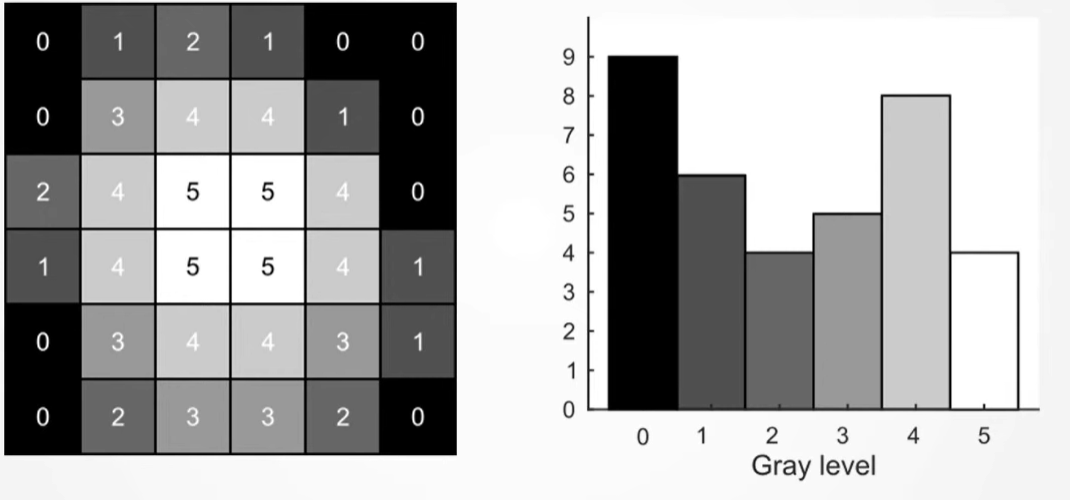 0 1 2 1 0 0
0 3 4 4 1 0
2 4 5 5 4 0
1 4 5 5 4 1
0 3 4 4 3 1
0 2 3 3 2 0
9
8
7
6
5
4
3
2
1
0
0 1 2 3 4 5
Gray level